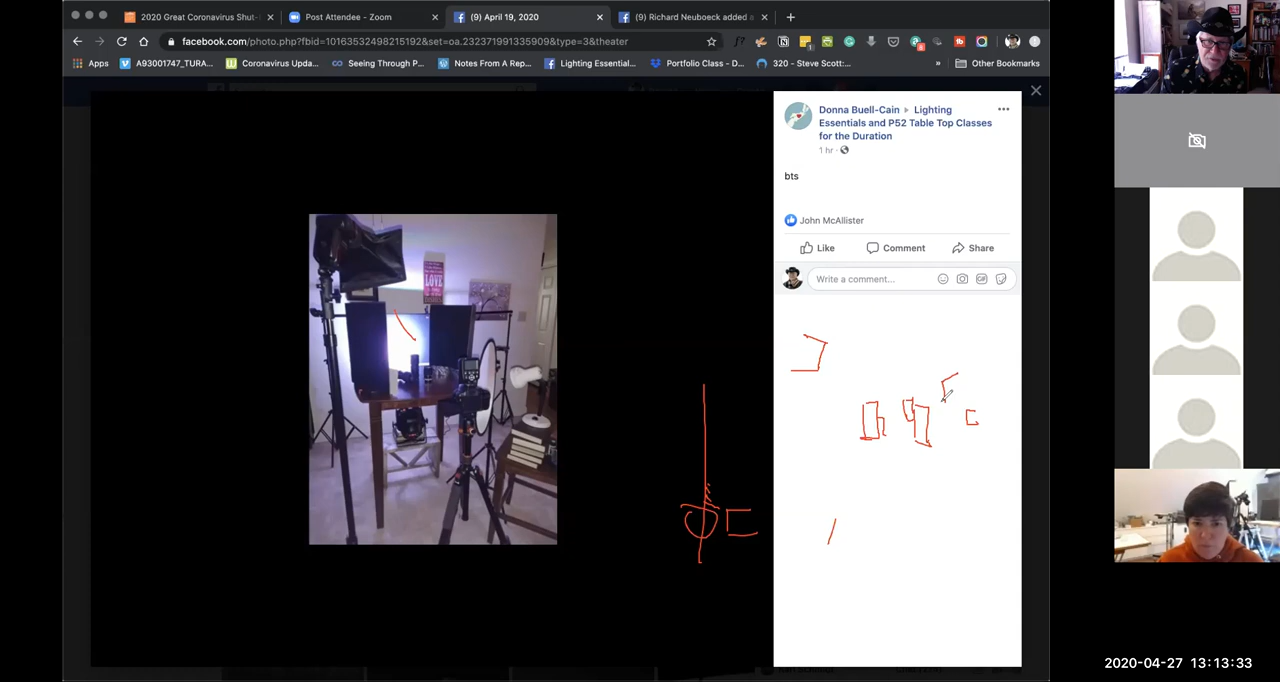 2020 Great Coronavirus Shut-
Post Attendee - Zoom
(9) April 19, 2020
(9) Richard Neuboeck added a
facebook.com/photo.php?fbid=10163532498215192&set=oa.232371991335909&type=3&theater
Apps
A93001747_TURA...
Coronavirus Upda...
Seeing Through P...
Notes From A Rep...
Lighting Essential...
Portfolio Class - D...
320 - Steve Scott:...
»
Other Bookmarks
Donna Buell-Cain ▸ Lighting
Essentials and P52 Table Top Classes
for the Duration
1 hr ·
bts
John McAllister
Like
Comment
Share
Write a comment...
GIF
LOVE
2020-04-27 13:13:33